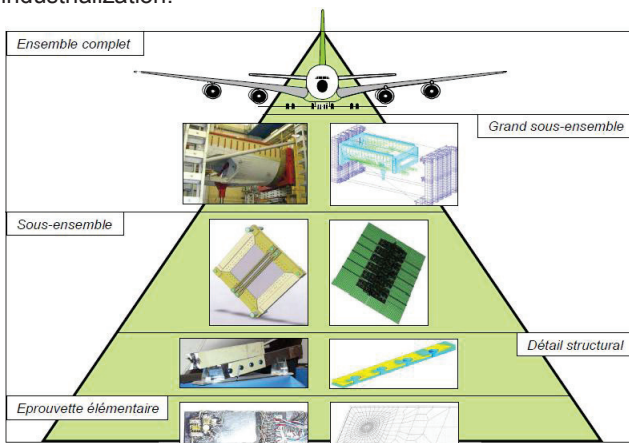 industrialization.
Ensemble complet
Grand sous-ensemble
Sous-ensemble
Détail structural
Eprouvette élémentaire